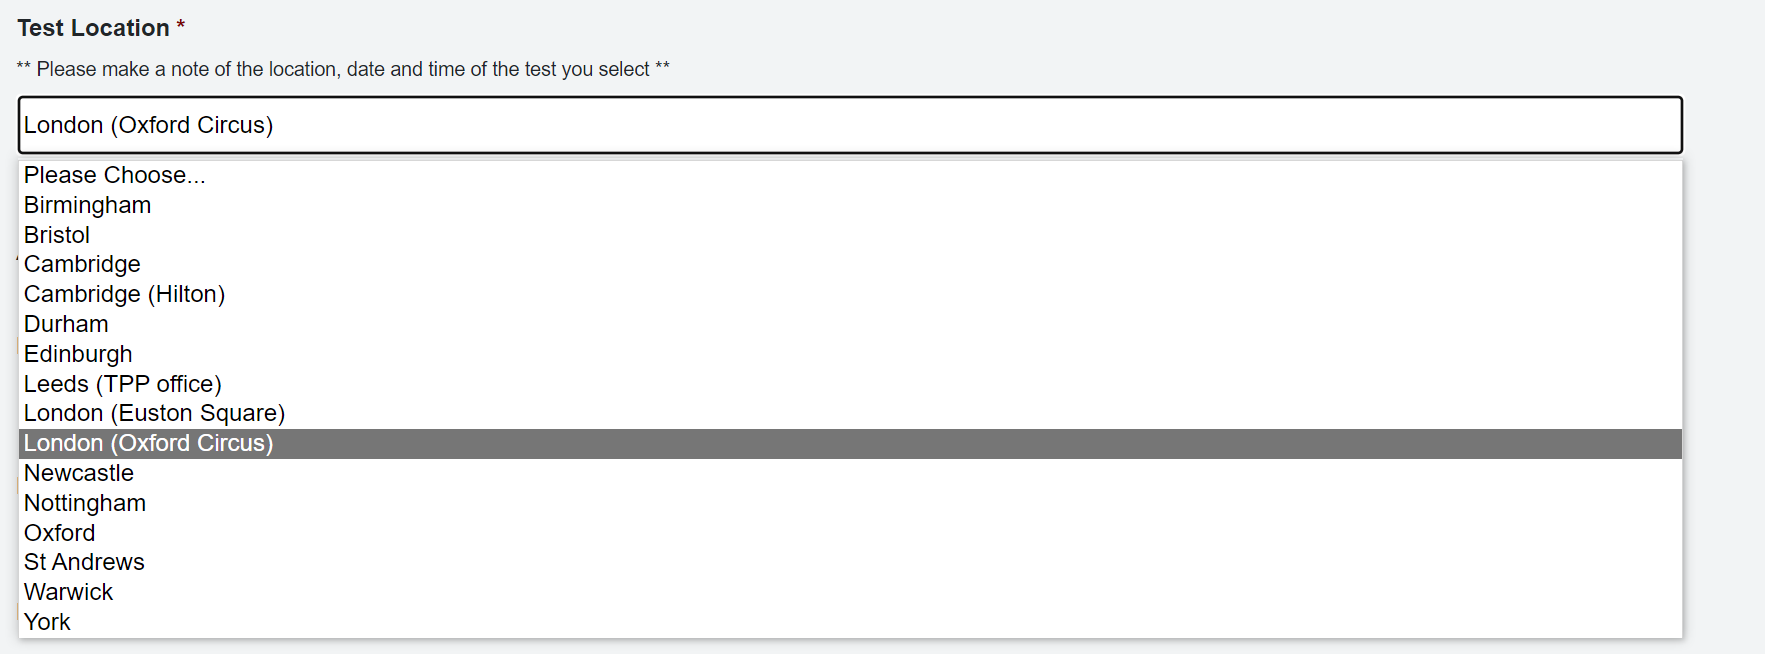 Test Location *
** Please make a note of the location, date and time of the test you select **
London (Oxford Circus)
Please Choose...
Birmingham
Bristol
Cambridge
Cambridge (Hilton)
Durham
Edinburgh
Leeds (TPP office)
London (Euston Square)
London (Oxford Circus)
Newcastle
Nottingham
Oxford
St Andrews
Warwick
York